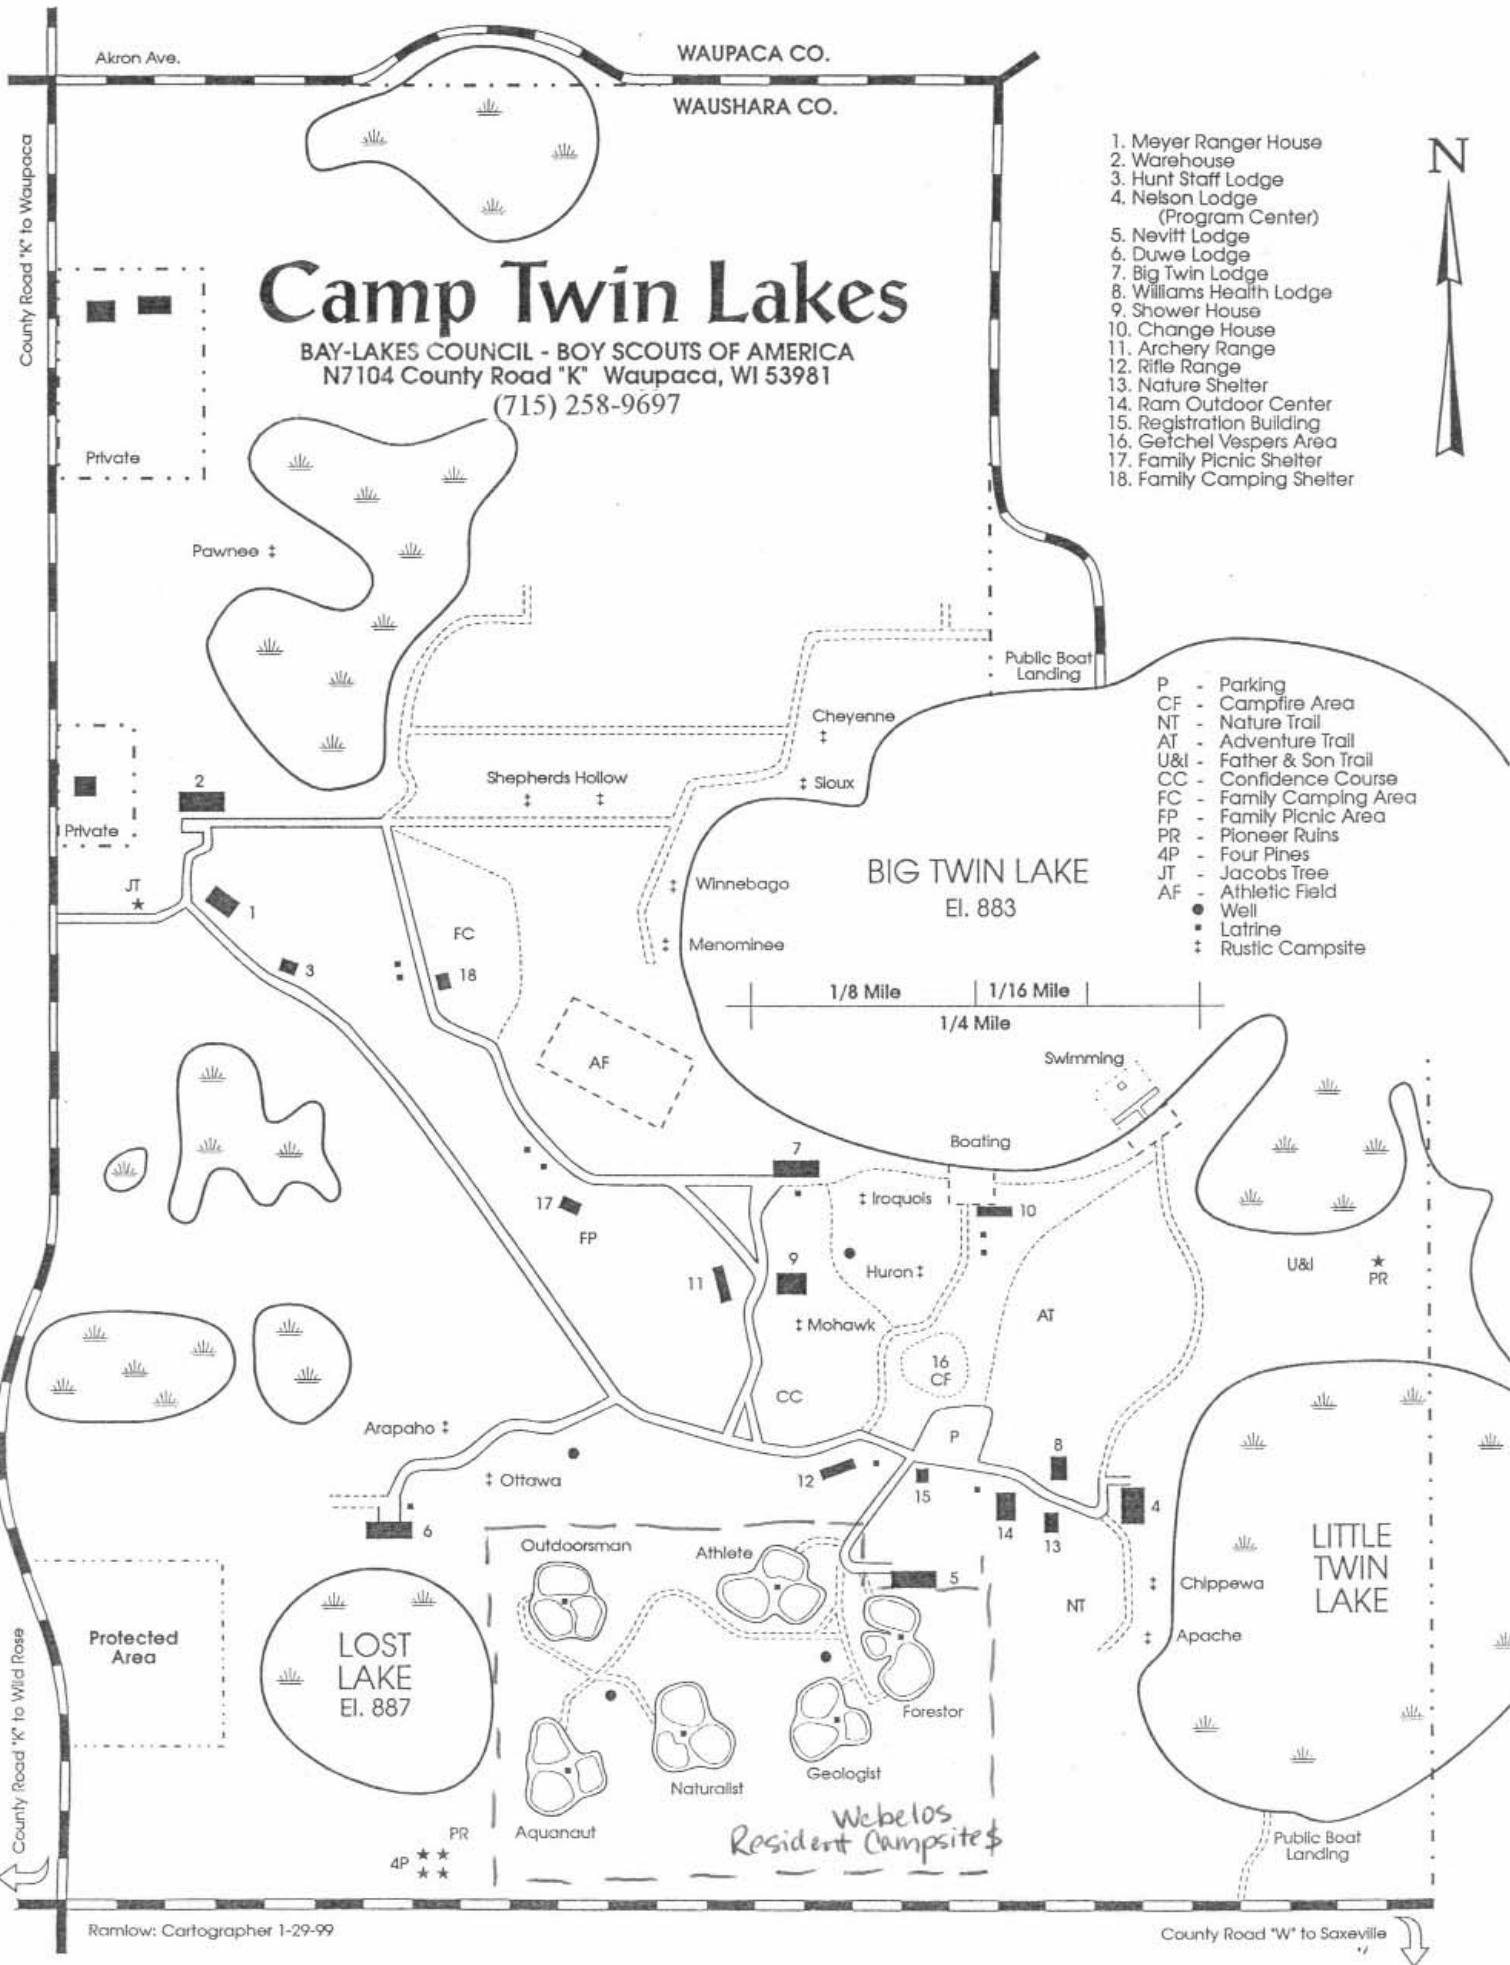 Akron Ave.
WAUPACA CO.
WAUSHARA CO.
County Road "K" to Waupaca
N
1. Meyer Ranger House
2. Warehouse
3. Hunt Staff Lodge
4. Nelson Lodge
(Program Center)
5. Nevitt Lodge
6. Duwe Lodge
7. Big Twin Lodge
8. Williams Health Lodge
9. Shower House
10. Change House
11. Archery Range
12. Rifle Range
13. Nature Shelter
14. Ram Outdoor Center
15. Registration Building
16. Getchel Vespers Area
17. Family Picnic Shelter
18. Family Camping Shelter
Camp Twin Lakes
BAY-LAKES COUNCIL - BOY SCOUTS OF AMERICA
N7104 County Road "K" Waupaca, WI 53981
(715) 258-9697
Private
Pawnee
Public Boat
Landing
P - Parking
CF - Campfire Area
NT - Nature Trail
AT - Adventure Trail
U&I - Father & Son Trail
CC - Confidence Course
FC - Family Camping Area
FP - Family Picnic Area
PR - Pioneer Ruins
4P - Four Pines
JT - Jacobs Tree
AF - Athletic Field
Well
Latrine
Rustic Campsite
Cheyenne
Sioux
Shepherds Hollow
2
Private
JT
1
3
FC
18
Winnebago
Menominee
BIG TWIN LAKE
El. 883
1/8 Mile
1/16 Mile
1/4 Mile
AF
Swimming
Boating
7
17
FP
Iroquois
10
9
11
Huron
Mohawk
U&I
PR
AT
16
CF
CC
Arapaho
Ottawa
P
8
12
15
14
13
4
6
Outdoorsman
Athlete
5
Chippewa
NT
Apache
LITTLE
TWIN
LAKE
Protected
Area
LOST
LAKE
El. 887
Forestor
Geologist
Naturalist
Aquanaut
Webelos
Resident Campsites
PR
4P
Public Boat
Landing
County Road "K" to Wild Rose
Ramlow: Cartographer 1-29-99
County Road "W" to Saxeville